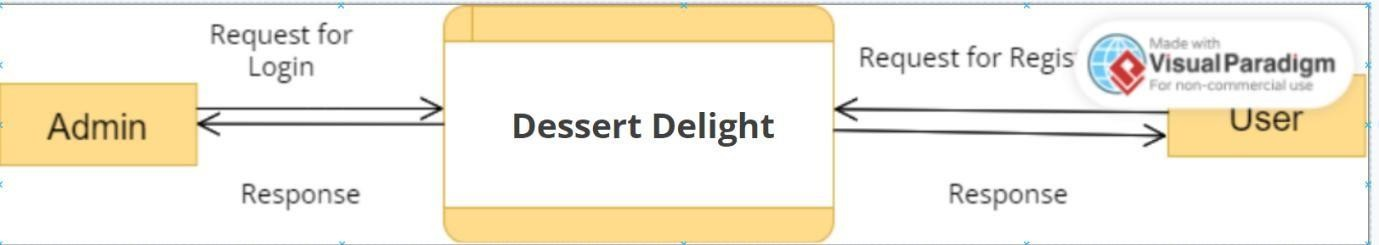 Request for
Login
Admin
Response
Dessert Delight
Request for
Made with
Visual Paradigm
For non-commercial use
User
Response